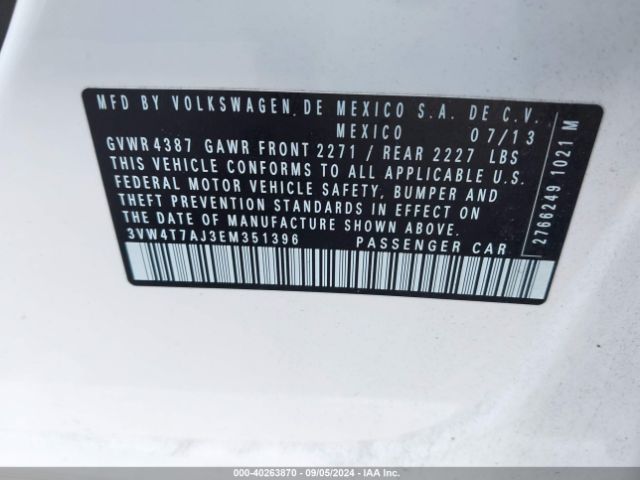 MFD BY VOLKSWAGEN DE MEXICO S.A. DE C.V.
MEXICO 07/13
GVWR 4387 GAWR FRONT 2271 / REAR 2227 LBS
THIS VEHICLE CONFORMS TO ALL APPLICABLE U.S.
FEDERAL MOTOR VEHICLE SAFETY, BUMPER AND
THEFT PREVENTION STANDARDS IN EFFECT ON
THE DATE OF MANUFACTURE SHOWN ABOVE.
3VW4T7AJ3EM351396 PASSENGER CAR
2766249 1021 M
000-40263870 - 09/05/2024 - IAA Inc.